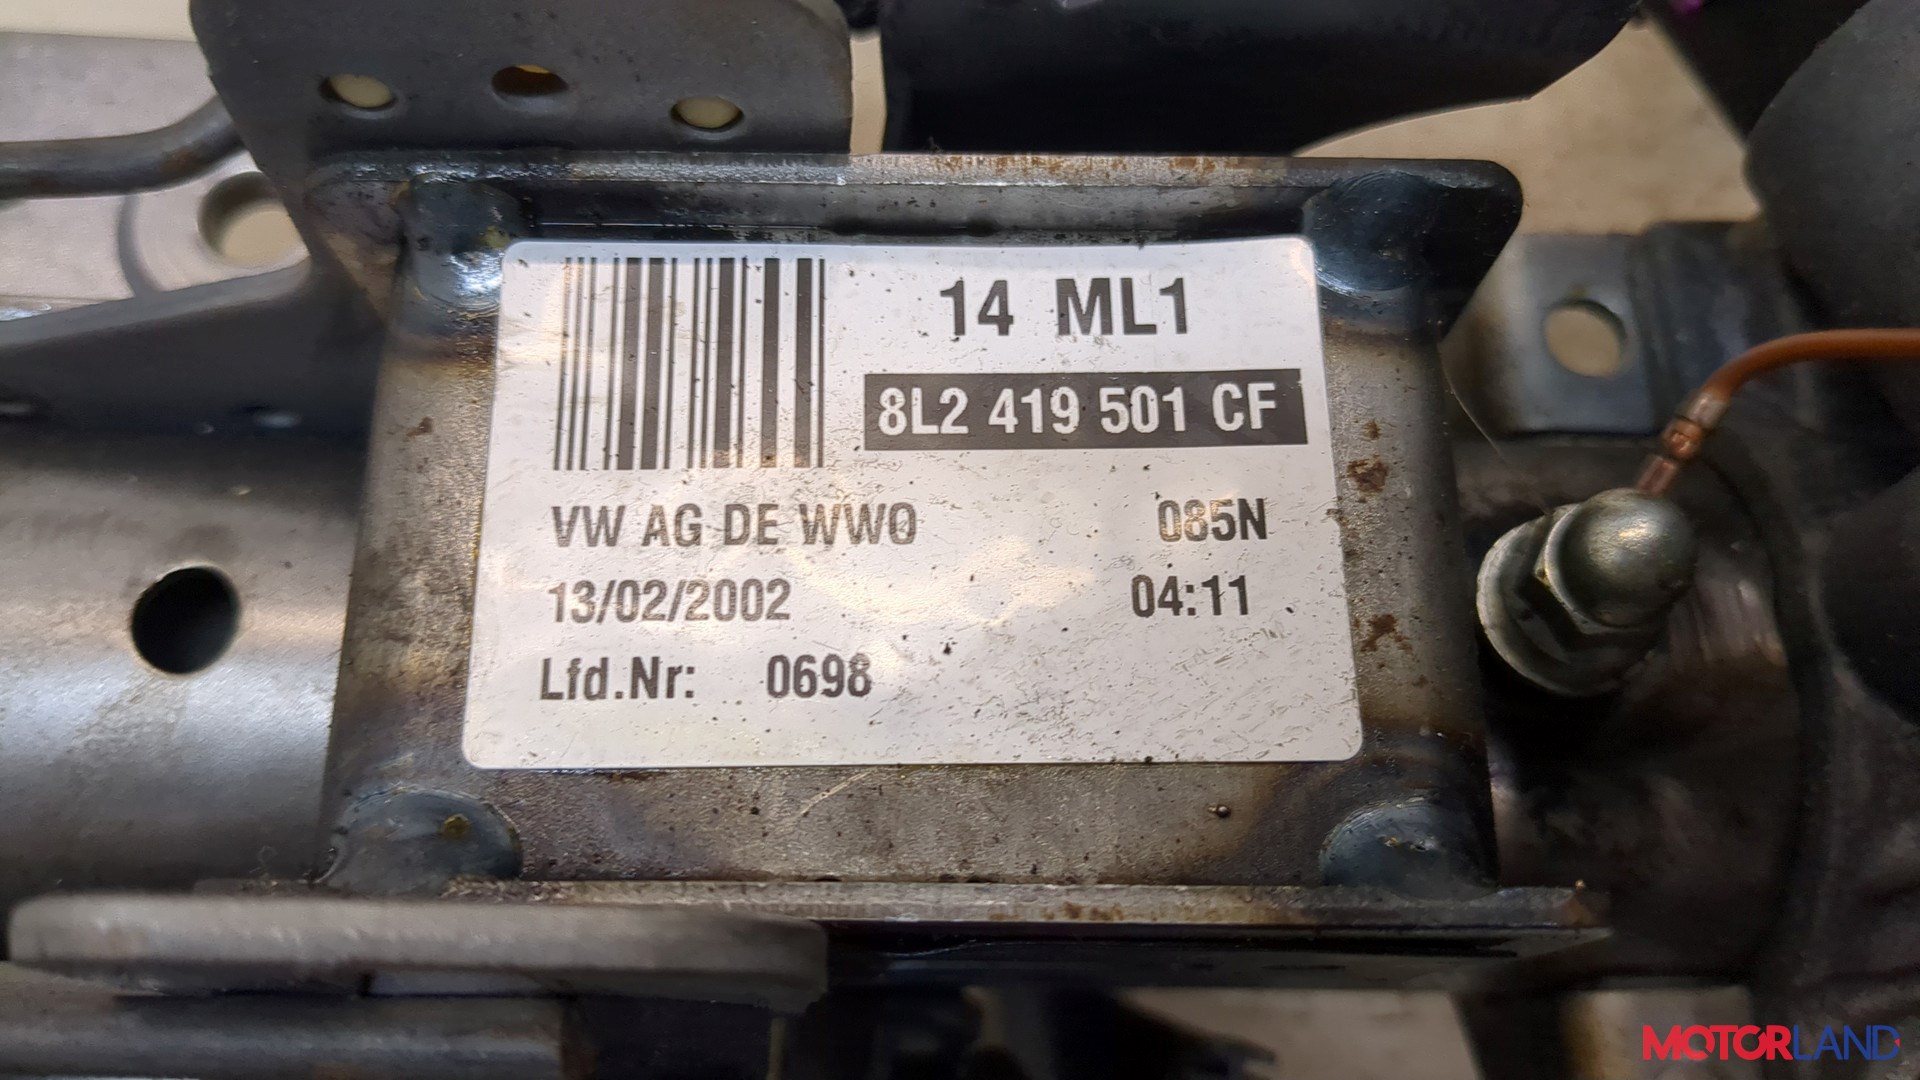 14 ML1
8L2 419 501 CF
VW AG DE WWO 085N
13/02/2002 04:11
Lfd.Nr: 0698
MOTORLAND